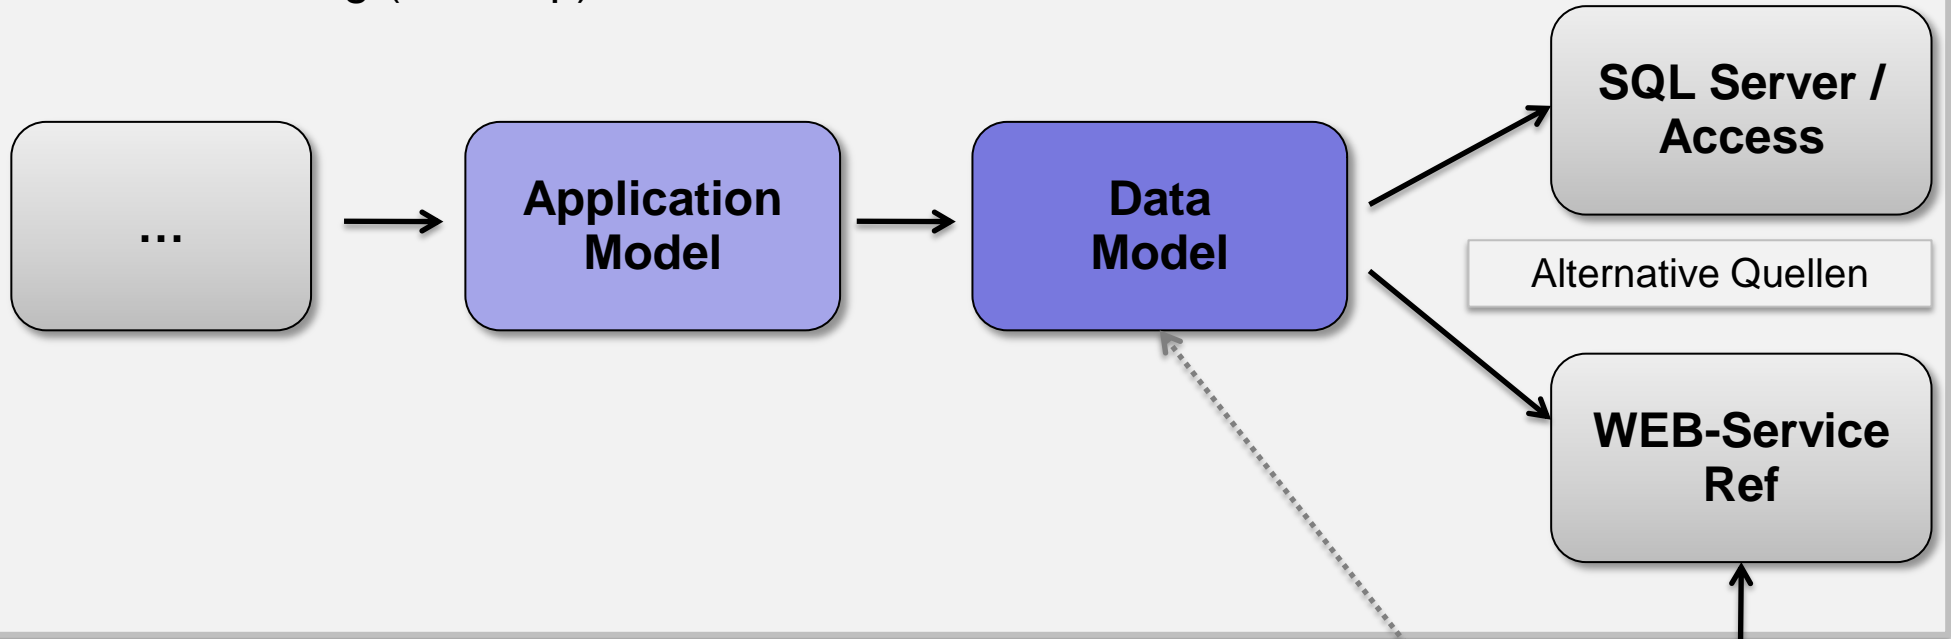 …
Application
Model
Data
Model
SQL Server /
Access
Alternative Quellen
WEB-Service
Ref